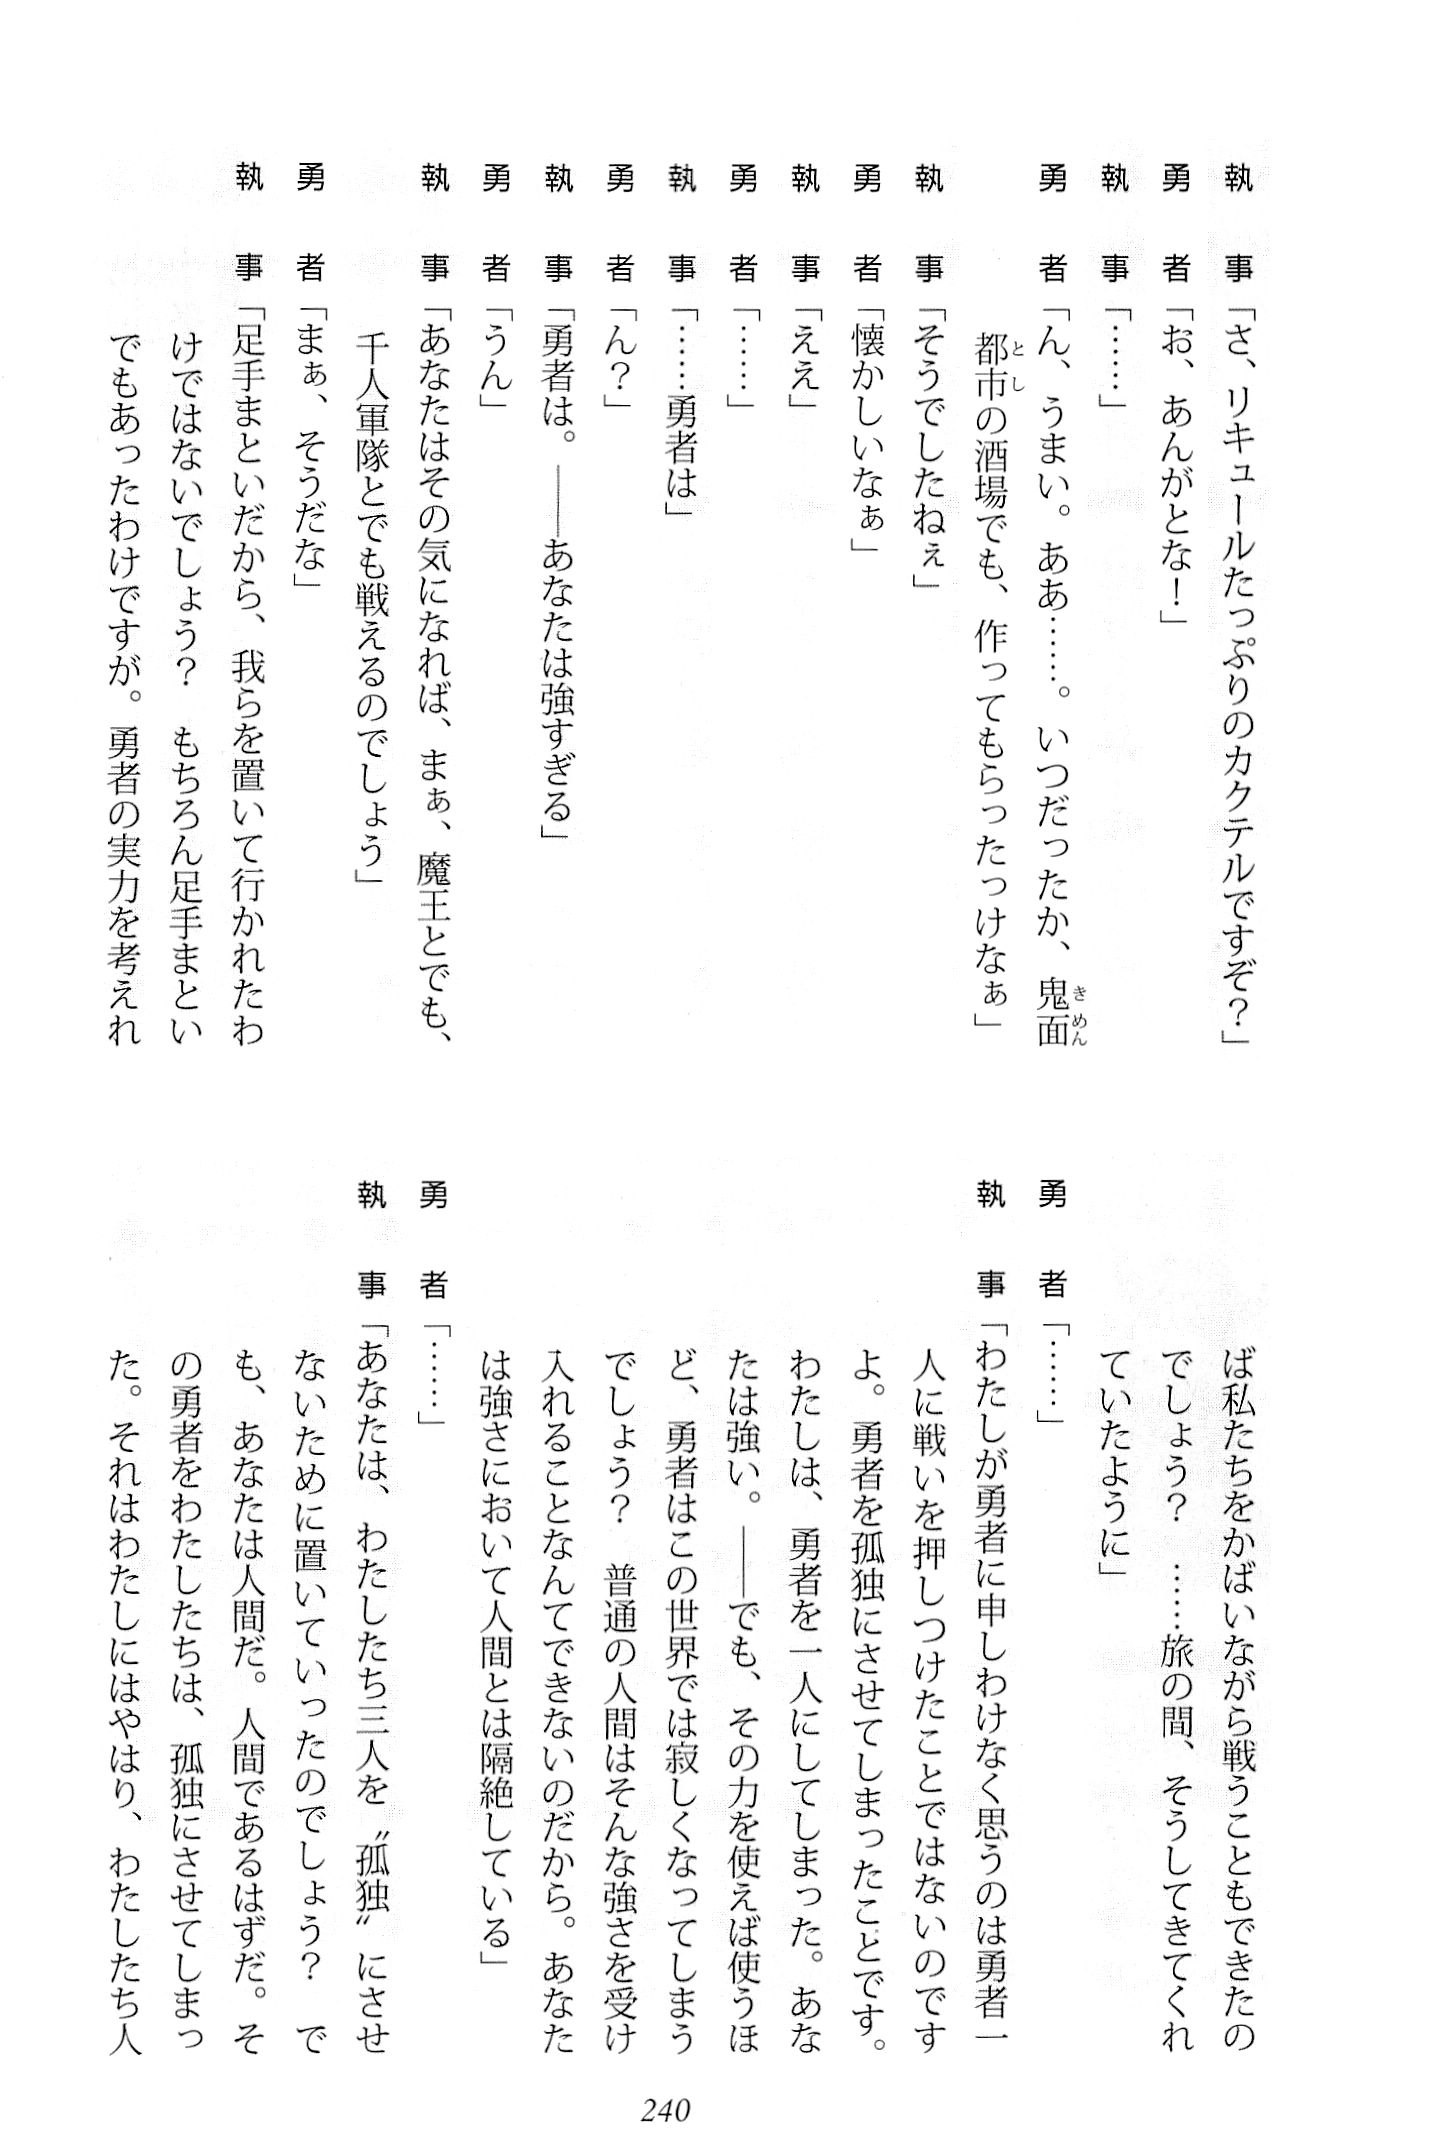 執事「さ、リキュールたっぷりのカクテルですぞ？」
勇者「お、あんがとな！」
執事「……」
勇者「ん、うまい。ああ……。いつだったか、鬼面
都市の酒場でも、作ってもらったっけなぁ」
執事「そうでしたねぇ」
勇者「懐かしいなぁ」
執事「ええ」
勇者「……」
執事「……勇者は」
勇者「ん？」
執事「勇者は。――あなたは強すぎる」
勇者「うん」
執事「あなたはその気になれば、まぁ、魔王とでも、
千人軍隊とでも戦えるのでしょう」
勇者「まぁ、そうだな」
執事「足手まといだから、我らを置いて行かれたわ
けではないでしょう？　もちろん足手まとい
でもあったわけですが。勇者の実力を考えれ
ば私たちをかばいながら戦うこともできたの
でしょう？　……旅の間、そうしてきてくれ
ていたように」
勇者「……」
執事「わたしが勇者に申しわけなく思うのは勇者一
人に戦いを押しつけたことではないのです
よ。勇者を孤独にさせてしまったことです。
わたしは、勇者を一人にしてしまった。あな
たは強い。――でも、その力を使えば使うほ
ど、勇者はこの世界では寂しくなってしまう
でしょう？　普通の人間はそんな強さを受け
入れることなんてできないのだから。あなた
は強さにおいて人間とは隔絶している」
勇者「……」
執事「あなたは、わたしたち三人を〝孤独〟にさせ
ないために置いていったのでしょう？　で
も、あなたは人間だ。人間であるはずだ。そ
の勇者をわたしたちは、孤独にさせてしまっ
た。それはわたしにはやはり、わたしたち人
240